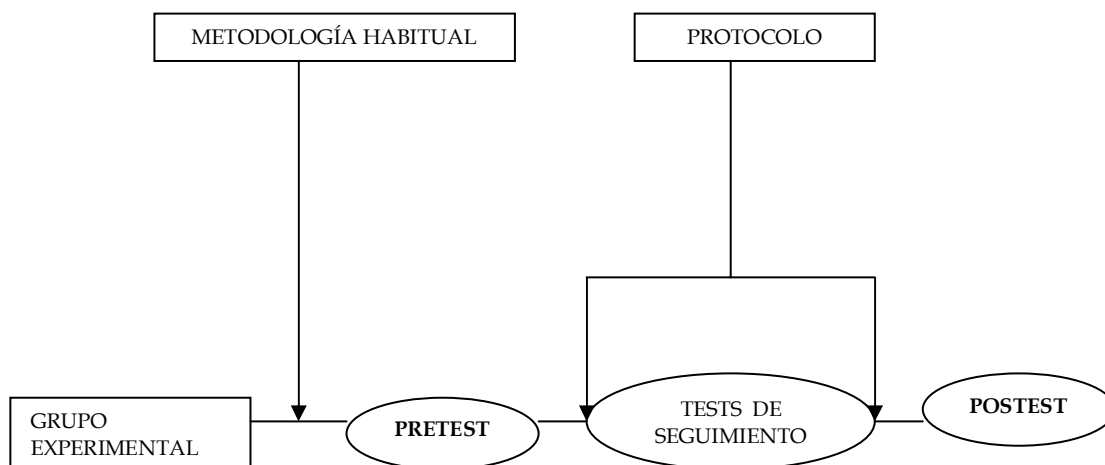 METODOLOGÍA HABITUAL
PROTOCOLO
GRUPO
EXPERIMENTAL
PRETEST
TESTS DE
SEGUIMIENTO
POSTEST